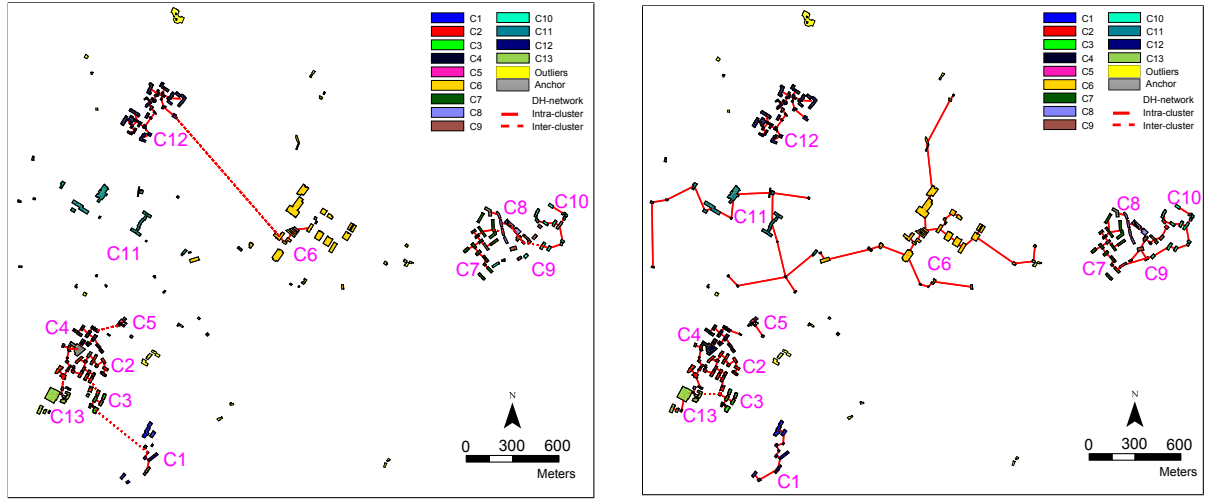 C1
C2
C3
C4
C5
C6
C7
C8
C9
C10
C11
C12
C13
Outliers
Anchor
DH-network
Intra-cluster
Inter-cluster
C12
C11
C6
C8
C10
C7
C9
C4
C5
C2
C3
C13
C1
N
0 300 600
Meters
C1
C2
C3
C4
C5
C6
C7
C8
C9
C10
C11
C12
C13
Outliers
Anchor
DH-network
Intra-cluster
Inter-cluster
C12
C11
C6
C8
C10
C7
C9
C4
C5
C2
C3
C13
C1
N
0 300 600
Meters